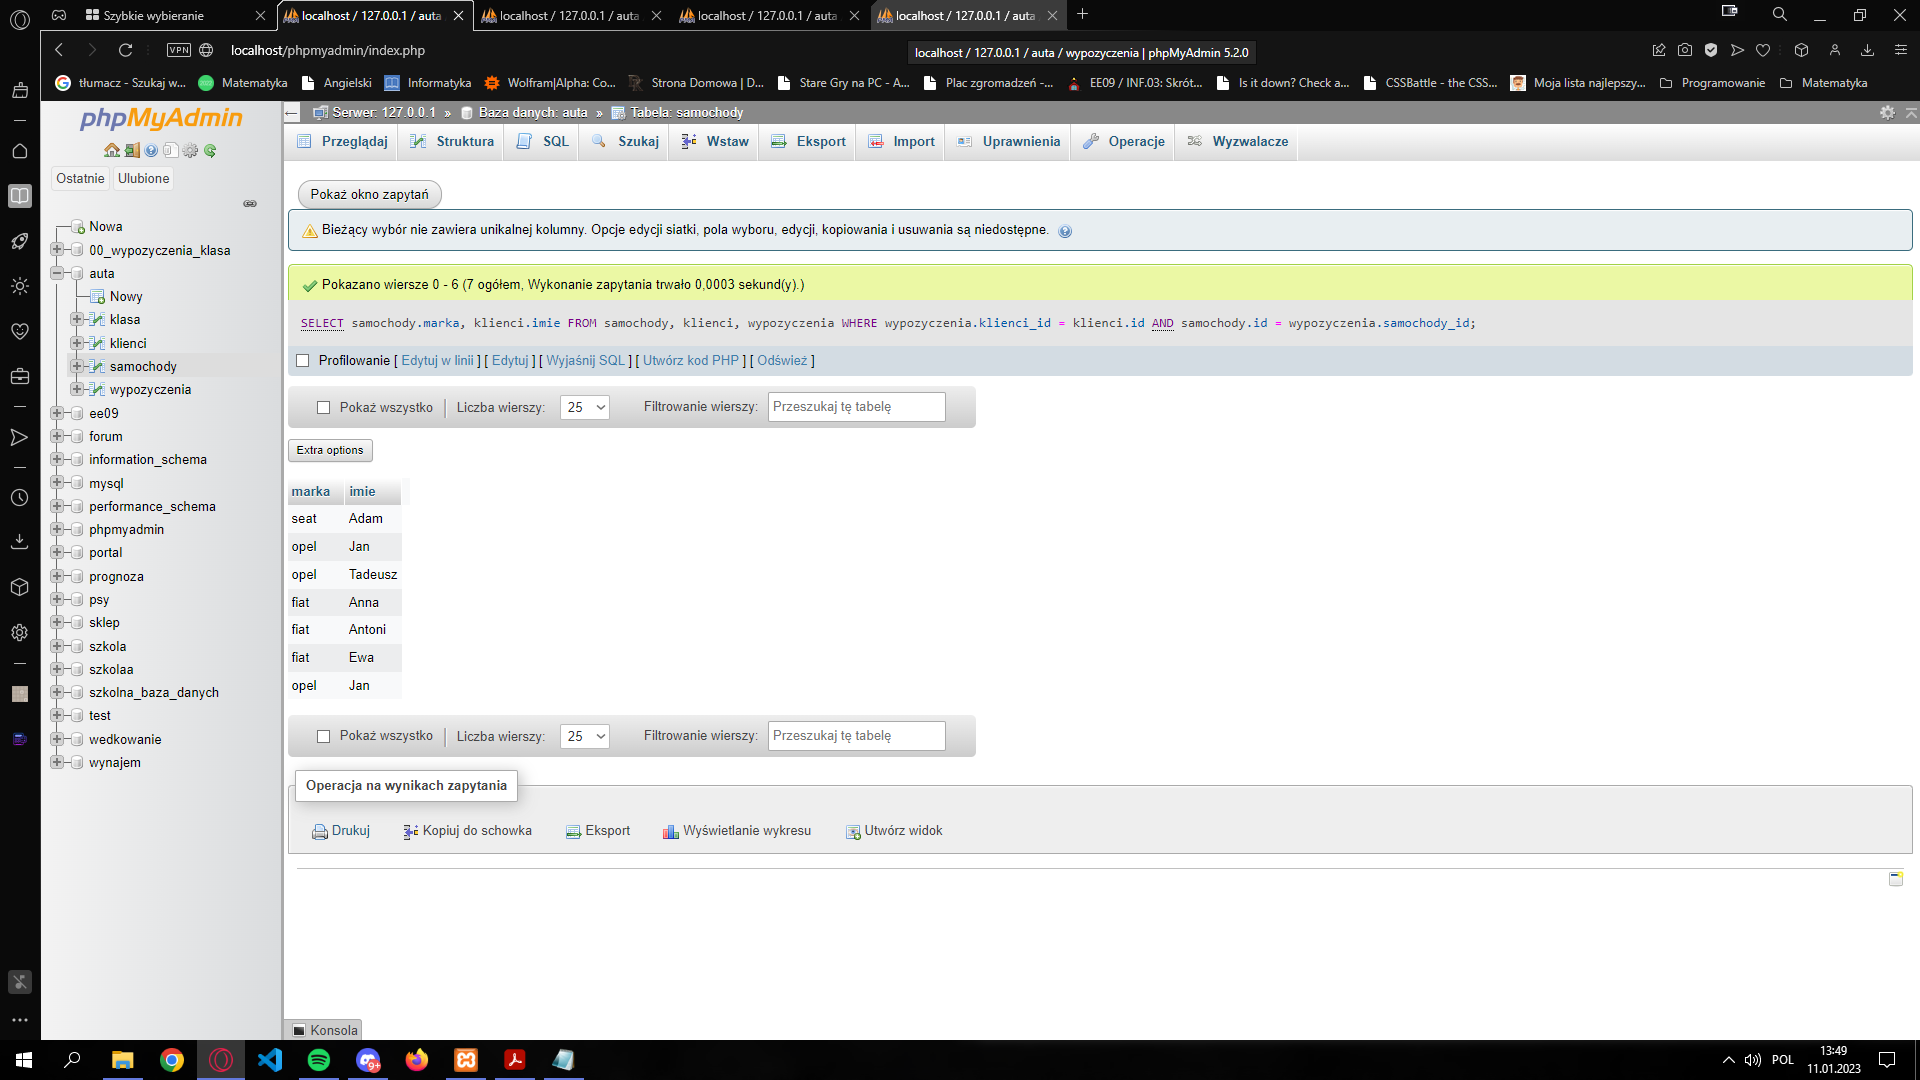 Szybkie wybieranie
localhost / 127.0.0.1 / auta
localhost / 127.0.0.1 / auta
localhost / 127.0.0.1 / auta
localhost / 127.0.0.1 / auta
VPN
localhost/phpmyadmin/index.php
localhost / 127.0.0.1 / auta / wypozyczenia | phpMyAdmin 5.2.0
tłumacz - Szukaj w...
Matematyka
Angielski
Informatyka
Wolfram|Alpha: Co...
Strona Domowa | D...
Stare Gry na PC - A...
Plac zgromadzeń -...
EE09 / INF.03: Skrót...
Is it down? Check a...
CSSBattle - the CSS...
Moja lista najlepszy...
Programowanie
Matematyka
phpMyAdmin
Ostatnie
Ulubione
Nowa
00_wypozyczenia_klasa
auta
Nowy
klasa
klienci
samochody
wypozyczenia
ee09
forum
information_schema
mysql
performance_schema
phpmyadmin
portal
prognoza
psy
sklep
szkola
szkolaa
szkolna_baza_danych
test
wedkowanie
wynajem
Serwer: 127.0.0.1 » Baza danych: auta » Tabela: samochody
Przeglądaj
Struktura
SQL
Szukaj
Wstaw
Eksport
Import
Uprawnienia
Operacje
Wyzwalacze
Pokaż okno zapytań
Bieżący wybór nie zawiera unikalnej kolumny. Opcje edycji siatki, pola wyboru, edycji, kopiowania i usuwania są niedostępne.
Pokazano wiersze 0 - 6 (7 ogółem, Wykonanie zapytania trwało 0,0003 sekund(y).)
SELECT samochody.marka, klienci.imie FROM samochody, klienci, wypozyczenia WHERE wypozyczenia.klienci_id = klienci.id AND samochody.id = wypozyczenia.samochody_id;
Profilowanie [ Edytuj w linii ] [ Edytuj ] [ Wyjaśnij SQL ] [ Utwórz kod PHP ] [ Odśwież ]
Pokaż wszystko
Liczba wierszy: 25
Filtrowanie wierszy: Przeszukaj tę tabelę
Extra options
marka imie
seat Adam
opel Jan
opel Tadeusz
fiat Anna
fiat Antoni
fiat Ewa
opel Jan
Pokaż wszystko
Liczba wierszy: 25
Filtrowanie wierszy: Przeszukaj tę tabelę
Operacja na wynikach zapytania
Drukuj
Kopiuj do schowka
Eksport
Wyświetlanie wykresu
Utwórz widok
Konsola
9+
POL
13:49
11.01.2023